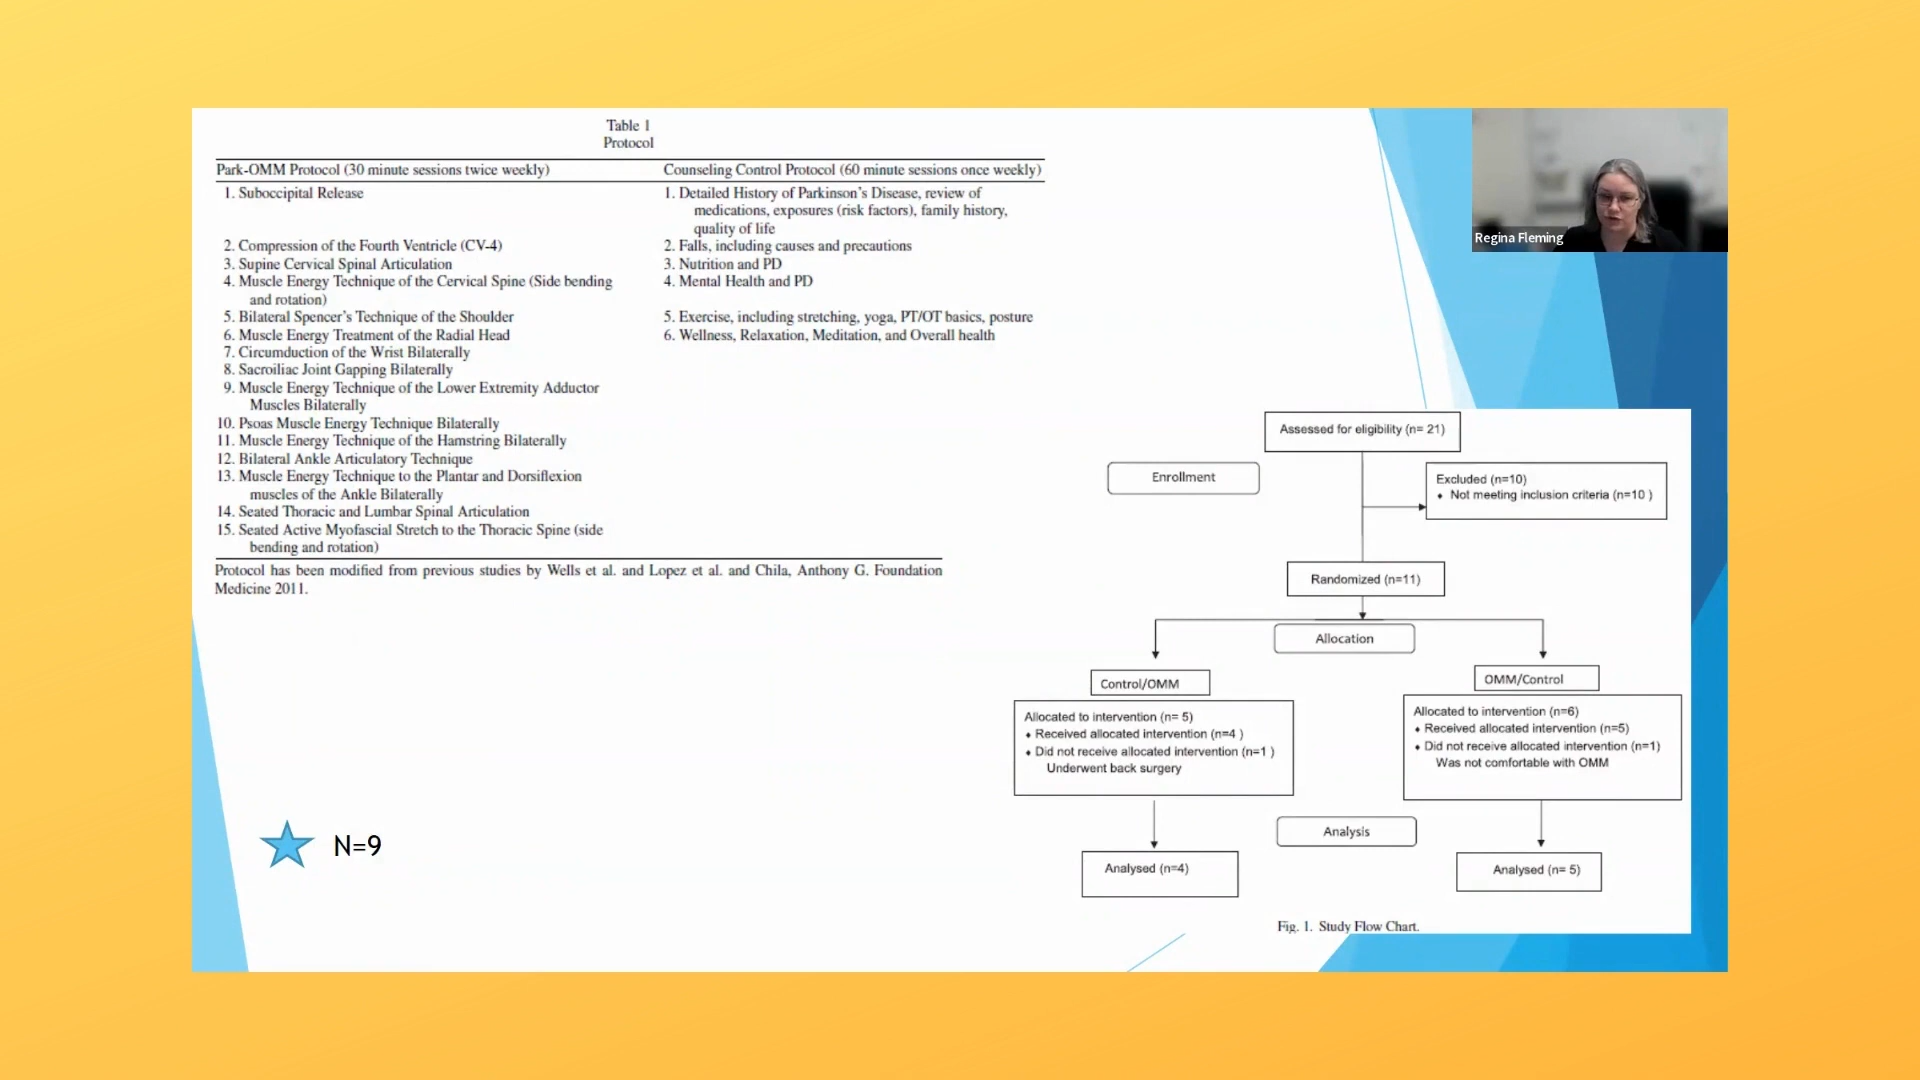 Table 1
Protocol
Park-OMM Protocol (30 minute sessions twice weekly)
Counseling Control Protocol (60 minute sessions once weekly)
1. Suboccipital Release
2. Compression of the Fourth Ventricle (CV-4)
3. Supine Cervical Spinal Articulation
4. Muscle Energy Technique of the Cervical Spine (Side bending
and rotation)
5. Bilateral Spencer's Technique of the Shoulder
6. Muscle Energy Treatment of the Radial Head
7. Circumduction of the Wrist Bilaterally
8. Sacroiliac Joint Gapping Bilaterally
9. Muscle Energy Technique of the Lower Extremity Adductor
Muscles Bilaterally
10. Psoas Muscle Energy Technique Bilaterally
11. Muscle Energy Technique of the Hamstring Bilaterally
12. Bilateral Ankle Articulatory Technique
13. Muscle Energy Technique to the Plantar and Dorsiflexion
muscles of the Ankle Bilaterally
14. Seated Thoracic and Lumbar Spinal Articulation
15. Seated Active Myofascial Stretch to the Thoracic Spine (side
bending and rotation)
1. Detailed History of Parkinson's Disease, review of
medications, exposures (risk factors), family history,
quality of life
2. Falls, including causes and precautions
3. Nutrition and PD
4. Mental Health and PD
5. Exercise, including stretching, yoga, PT/OT basics, posture
6. Wellness, Relaxation, Meditation, and Overall health
Protocol has been modified from previous studies by Wells et al. and Lopez et al. and Chila, Anthony G. Foundation
Medicine 2011.
N=9
Regina Fleming
Assessed for eligibility (n= 21)
Enrollment
Excluded (n=10)
♦ Not meeting inclusion criteria (n=10 )
Randomized (n=11)
Allocation
Control/OMM
Allocated to intervention (n= 5)
♦ Received allocated intervention (n=4 )
♦ Did not receive allocated intervention (n=1 )
Underwent back surgery
OMM/Control
Allocated to intervention (n=6)
♦ Received allocated intervention (n=5)
♦ Did not receive allocated intervention (n=1)
Was not comfortable with OMM
Analysis
Analysed (n=4)
Analysed (n= 5)
Fig. 1. Study Flow Chart.